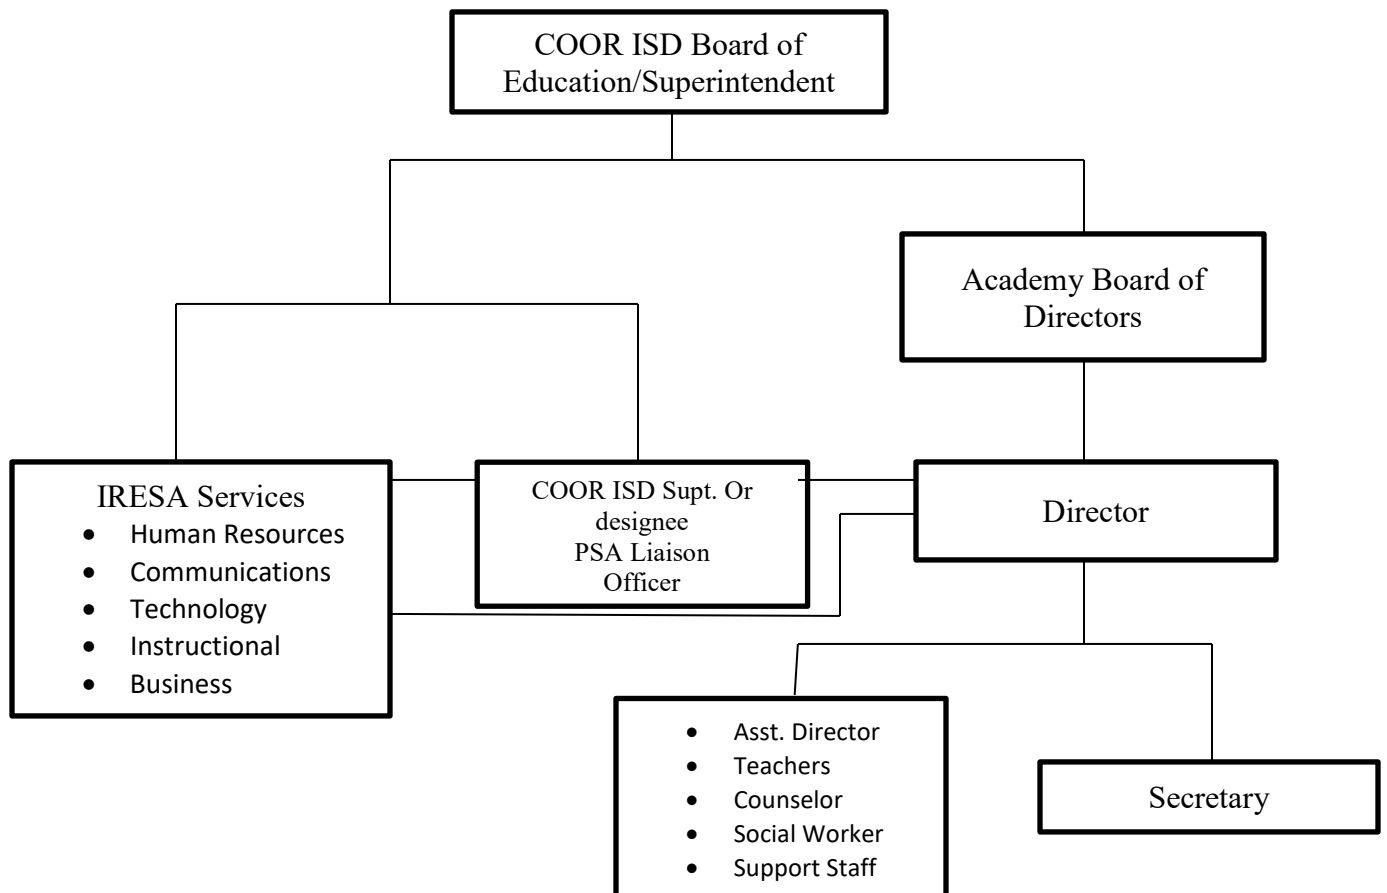 COOR ISD Board of
Education/Superintendent
Academy Board of
Directors
IRESA Services
• Human Resources
• Communications
• Technology
• Instructional
• Business
COOR ISD Supt. Or
designee
PSA Liaison
Officer
Director
• Asst. Director
• Teachers
• Counselor
• Social Worker
• Support Staff
Secretary